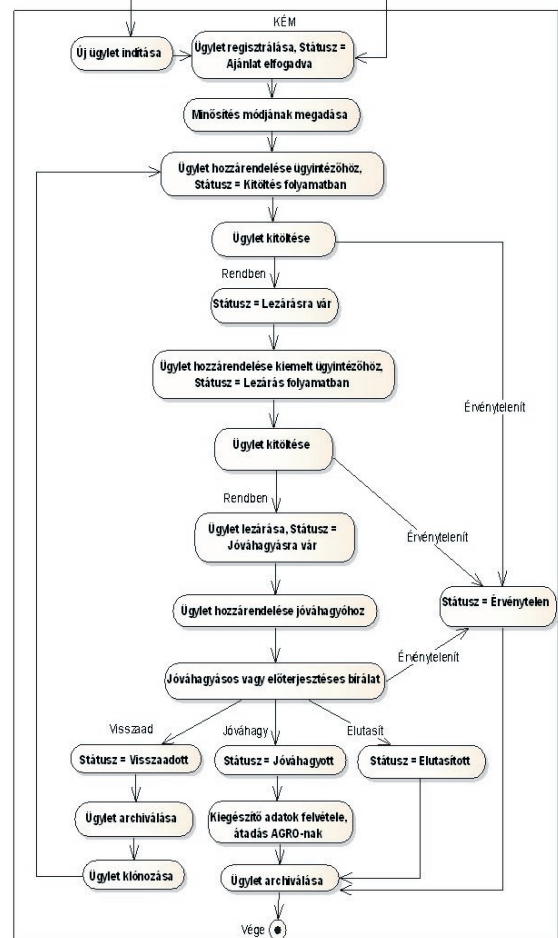 KÉM
Új ügylet indítása
Ügylet regisztrálása, Státusz =
Ajánlat elfogadva
Minősítés módjának megadása
Ügylet hozzárendelése ügyintézőhöz,
Státusz = Kitöltés folyamatban
Ügylet kitöltése
Rendben
Státusz = Lezárásra vár
Ügylet hozzárendelése kiemelt ügyintézőhöz,
Státusz = Lezárás folyamatban
Érvénytelenít
Ügylet kitöltése
Rendben
Ügylet lezárása, Státusz =
Jóváhagyásra vár
Érvénytelenít
Státusz = Érvénytelen
Ügylet hozzárendelése jóváhagyóhoz
Érvénytelenít
Jóváhagyásos vagy előterjesztéses bírálat
Visszaad
Jóváhagy
Elutasít
Státusz = Visszaadott
Státusz = Jóváhagyott
Státusz = Elutasított
Ügylet archiválása
Kiegészítő adatok felvétele,
átadás AGRO-nak
Ügylet klónozása
Ügylet archiválása
Vége